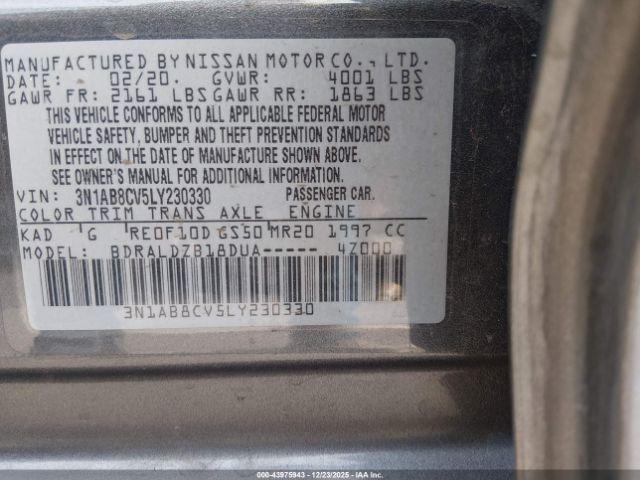 MANUFACTURED BY NISSAN MOTOR CO., LTD.
DATE: 02/20. GVWR: 4001 LBS
GAWR FR: 2161 LBS GAWR RR: 1863 LBS
THIS VEHICLE CONFORMS TO ALL APPLICABLE FEDERAL MOTOR
VEHICLE SAFETY, BUMPER AND THEFT PREVENTION STANDARDS
IN EFFECT ON THE DATE OF MANUFACTURE SHOWN ABOVE.
SEE OWNER'S MANUAL FOR ADDITIONAL INFORMATION.
VIN: 3N1AB8CV5LY230330 PASSENGER CAR.
COLOR TRIM TRANS AXLE ENGINE
KAD G RE0F10D GS50 MR20 1997 CC
MODEL: BDRALDZB18DUA----- 4Z000
3N1AB8CV5LY230330
000-43975943 | 12/23/2025 | IAA Inc.